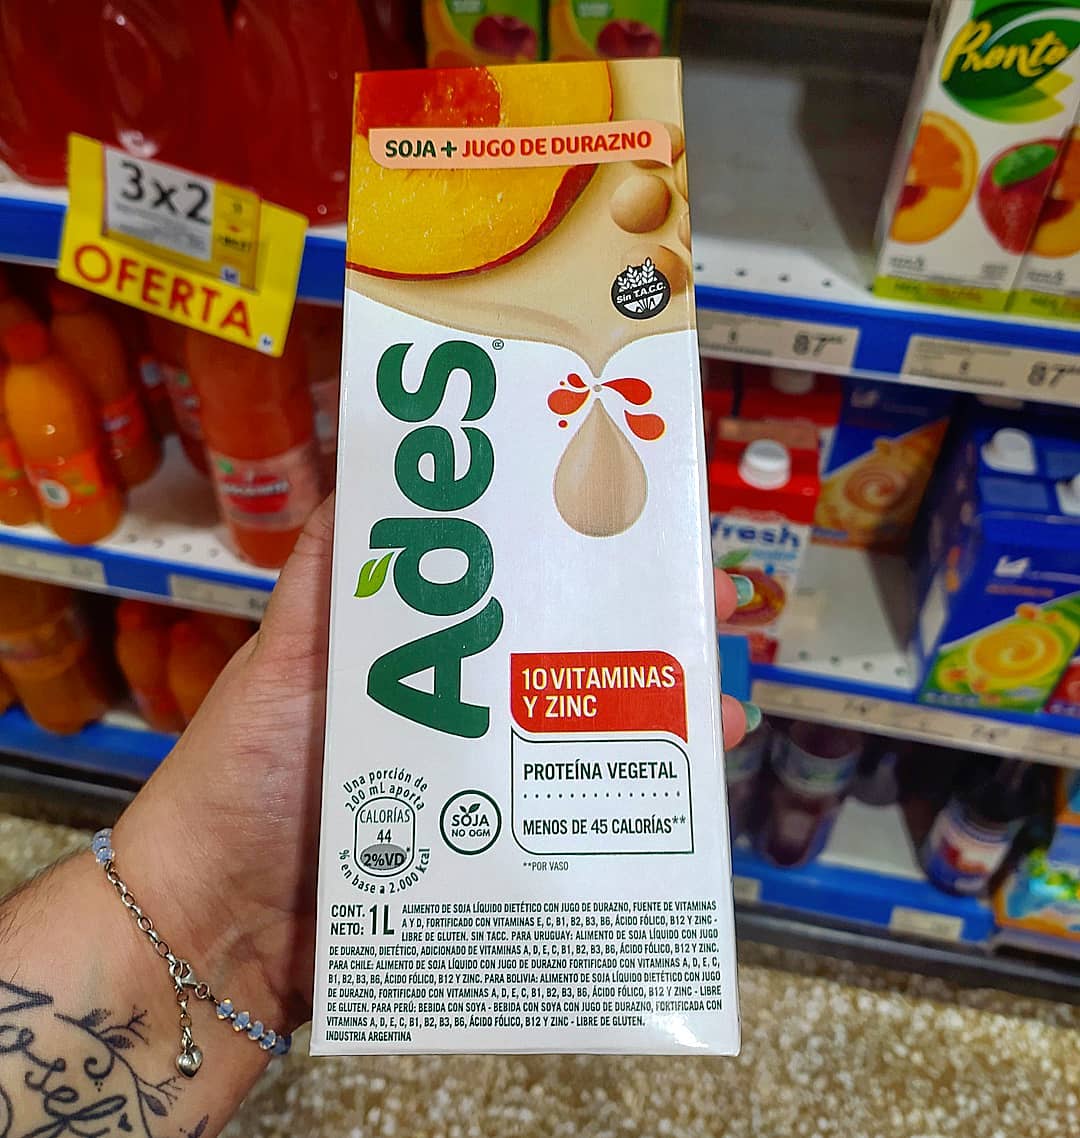 SOJA + JUGO DE DURAZNO
Sin T.A.C.C.
AdeS®
10 VITAMINAS
Y ZINC
PROTEÍNA VEGETAL
MENOS DE 45 CALORÍAS**
**POR VASO
Una porción de
200 mL aporta
CALORÍAS
44
2%VD*
% en base a 2.000 kcal
SOJA
NO OGM
CONT.
NETO: 1L
ALIMENTO DE SOJA LÍQUIDO DIETÉTICO CON JUGO DE DURAZNO, FUENTE DE VITAMINAS
A Y D, FORTIFICADO CON VITAMINAS E, C, B1, B2, B3, B6, ÁCIDO FÓLICO, B12 Y ZINC -
LIBRE DE GLUTEN. SIN TACC. PARA URUGUAY: ALIMENTO DE SOJA LÍQUIDO CON JUGO
DE DURAZNO, DIETÉTICO, ADICIONADO DE VITAMINAS A, D, E, C, B1, B2, B3, B6, ÁCIDO FÓLICO, B12 Y ZINC.
PARA CHILE: ALIMENTO DE SOJA LÍQUIDO CON JUGO DE DURAZNO FORTIFICADO CON VITAMINAS A, D, E, C,
B1, B2, B3, B6, ÁCIDO FÓLICO, B12 Y ZINC. PARA BOLIVIA: ALIMENTO DE SOJA LÍQUIDO DIETÉTICO CON JUGO
DE DURAZNO, FORTIFICADO CON VITAMINAS A, D, E, C, B1, B2, B3, B6, ÁCIDO FÓLICO, B12 Y ZINC - LIBRE
DE GLUTEN. PARA PERÚ: BEBIDA CON SOYA - BEBIDA CON SOYA CON JUGO DE DURAZNO, FORTIFICADA CON
VITAMINAS A, D, E, C, B1, B2, B3, B6, ÁCIDO FÓLICO, B12 Y ZINC - LIBRE DE GLUTEN.
INDUSTRIA ARGENTINA
3x2
OFERTA
Pronto
87
87
fresh